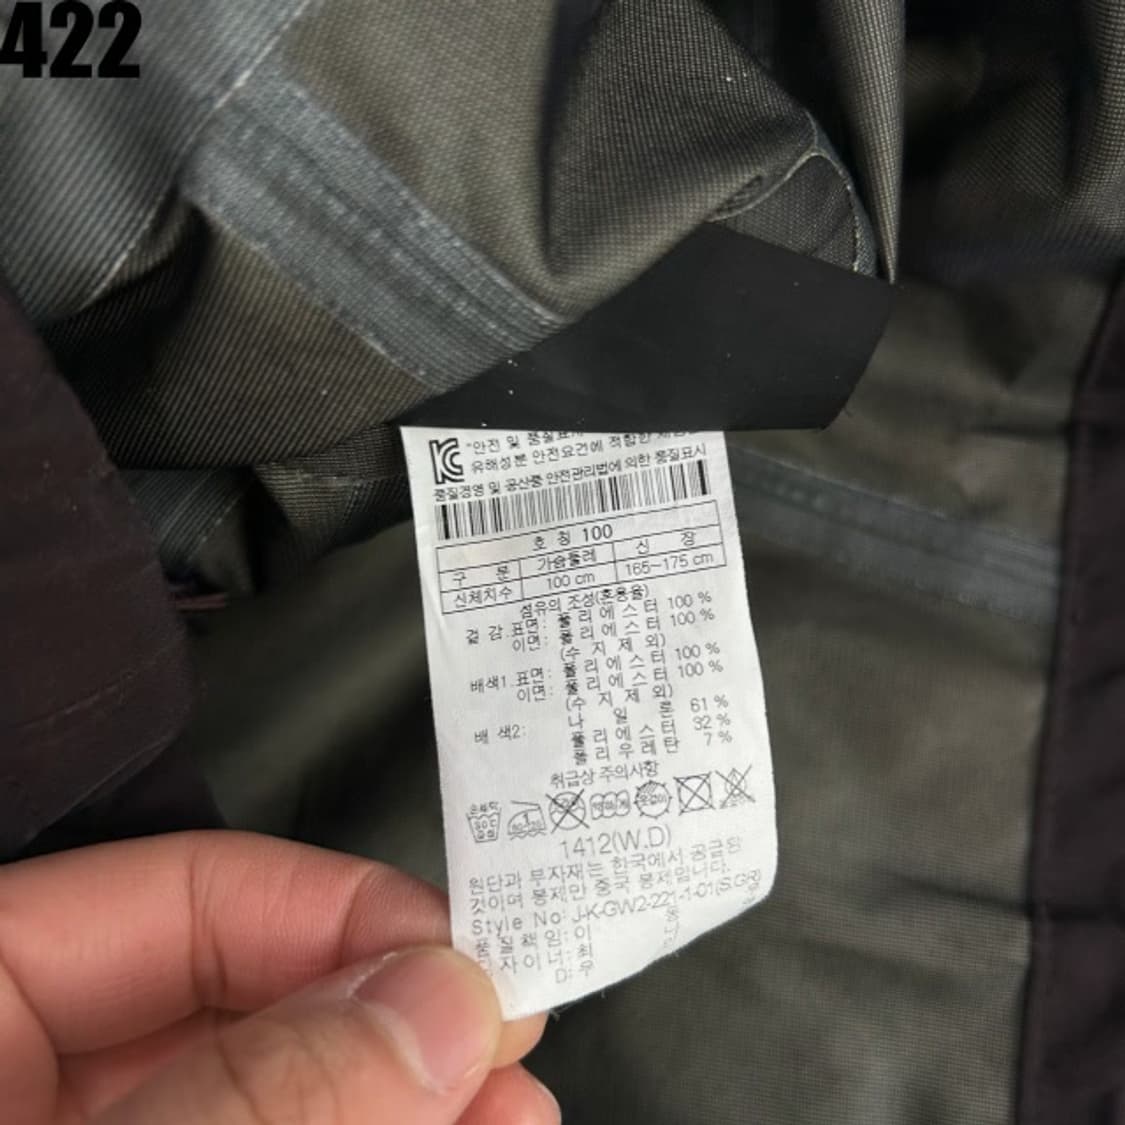 422
"안전 및 품질표시
유해성분 안전요건에 적합한
품질경영 및 공산품 안전관리법에 의한 품질표시
호 칭 100
구 분 가슴둘레 신 장
신체치수 100 cm 165~175 cm
섬유의 조성(혼용율)
겉 감. 표면: 폴 리 에 스 터 100 %
이면: 폴 리 에 스 터 100 %
(수 지 제 외)
배색1. 표면: 폴 리 에 스 터 100 %
이면: 폴 리 에 스 터 100 %
(수 지 제 외)
배 색2: 나 일 론 61 %
폴 리 에 스 터 32 %
폴 리 우 레 탄 7 %
취급상 주의사항
1412(W.D)
원단과 부자재는 한국에서 공급된
것이며 봉제만 중국 봉제입니다.
Style No: J-K-GW2-221-1-01(S.GR)
품 질 책 임: 이
자 이 너: 최
D: 우